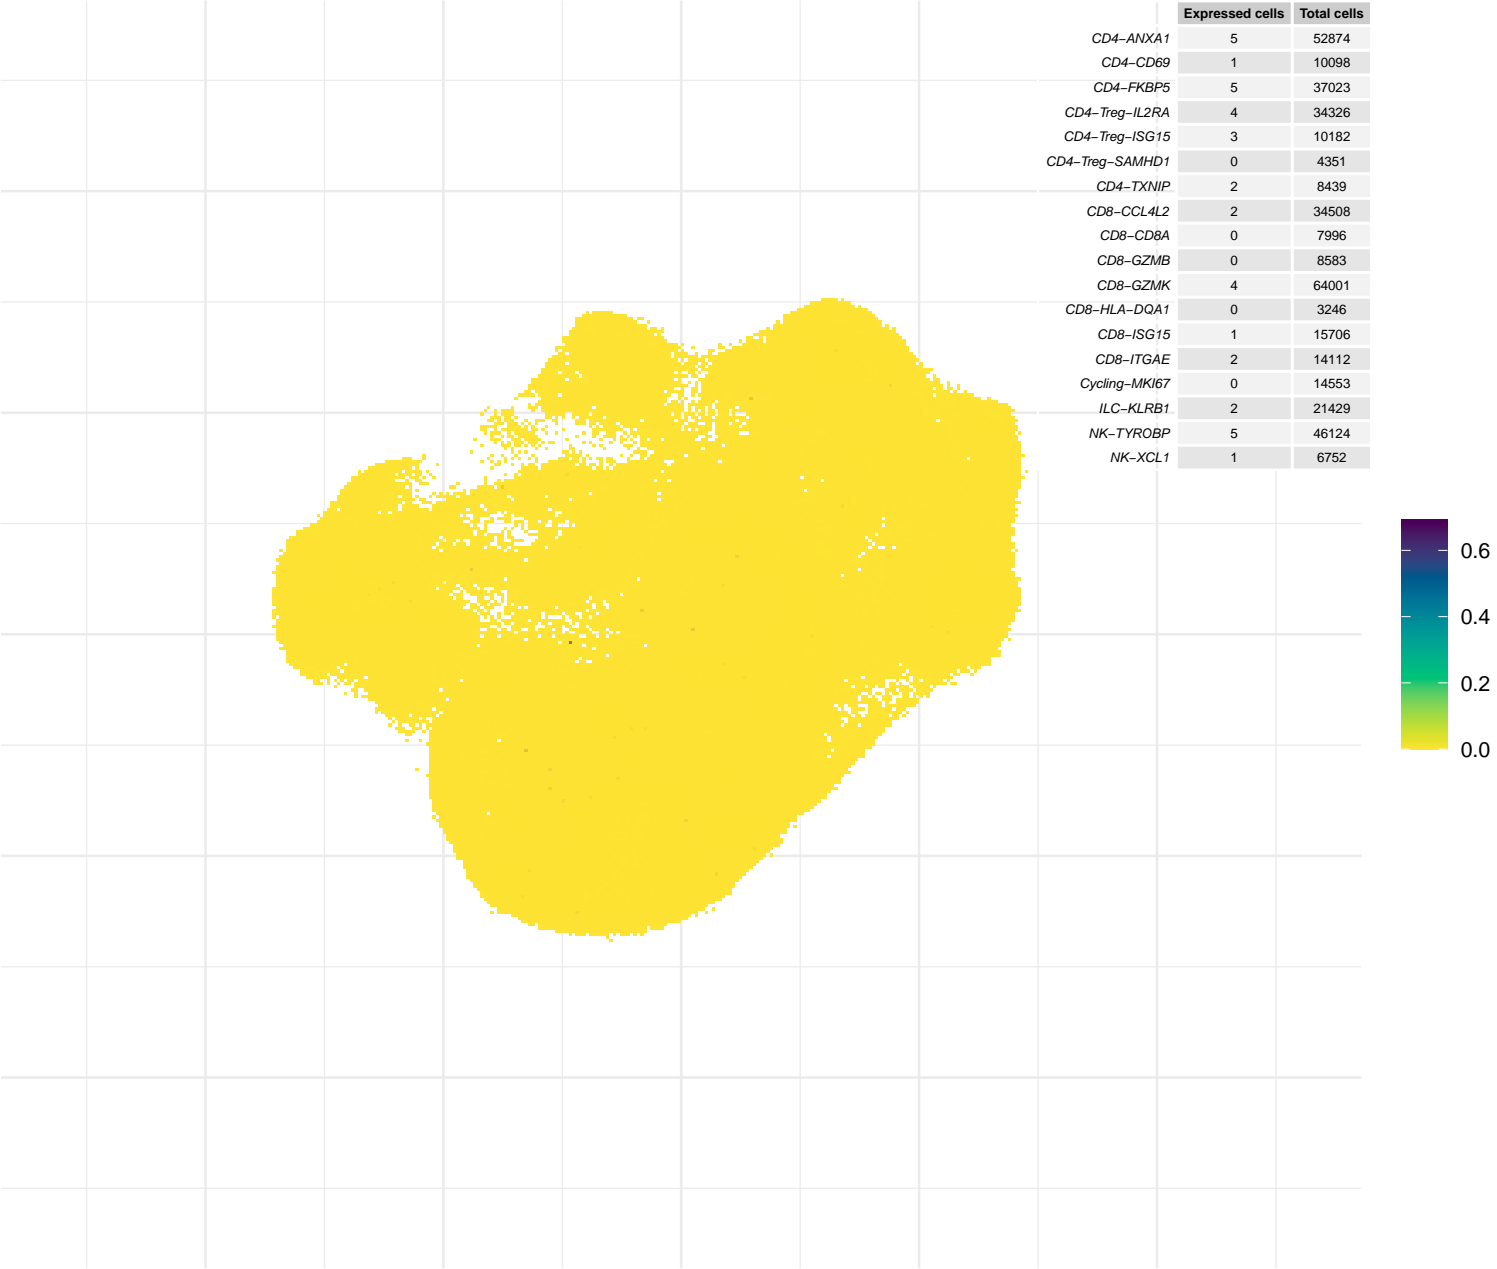 Expressed cells Total cells
CD4−ANXA1 5 52874
CD4−CD69 1 10098
CD4−FKBP5 5 37023
CD4−Treg−IL2RA 4 34326
CD4−Treg−ISG15 3 10182
CD4−Treg−SAMHD1 0 4351
CD4−TXNIP 2 8439
CD8−CCL4L2 2 34508
CD8−CD8A 0 7996
CD8−GZMB 0 8583
CD8−GZMK 4 64001
CD8−HLA−DQA1 0 3246
CD8−ISG15 1 15706
CD8−ITGAE 2 14112
Cycling−MKI67 0 14553
ILC−KLRB1 2 21429
NK−TYROBP 5 46124
NK−XCL1 1 6752
0.6
0.4
0.2
0.0